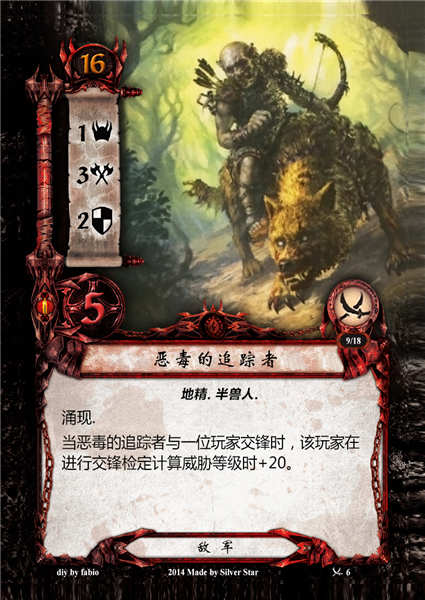 16
1
3
2
5
9/18
恶毒的追踪者
地精. 半兽人.
涌现.
当恶毒的追踪者与一位玩家交锋时，该玩家在
进行交锋检定计算威胁等级时+20。
敌军
diy by fabio 2014 Made by Silver Star 6